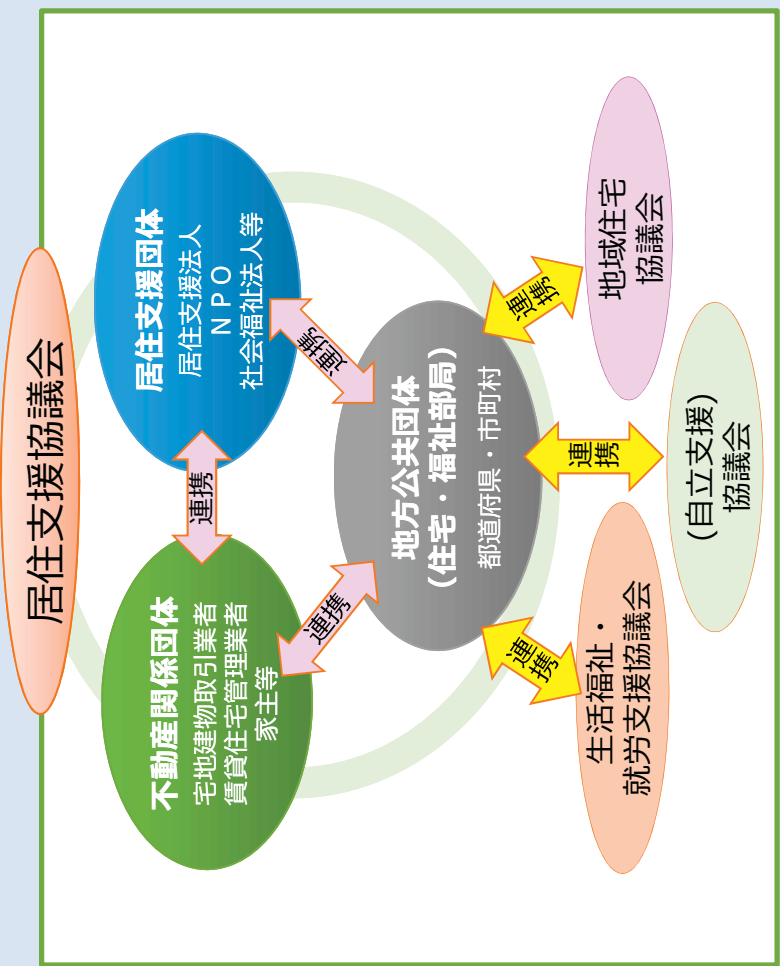 居住支援協議会
不動産関係団体
宅地建物取引業者
賃貸住宅管理業者
家主等
連携
居住支援団体
居住支援法人
NPO
社会福祉法人等
連携
連携
地方公共団体
(住宅・福祉部局)
都道府県・市町村
連携
連携
連携
生活福祉・
就労支援協議会
(自立支援)
協議会
地域住宅
協議会